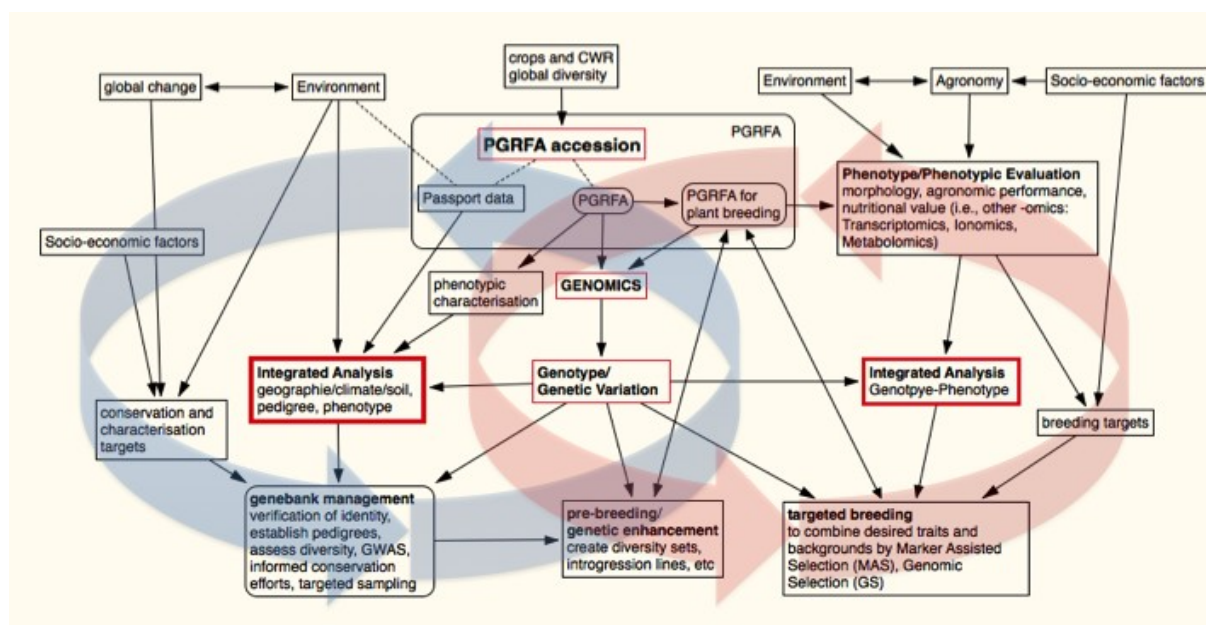 crops and CWR
global diversity
global change
Environment
Environment
Agronomy
Socio-economic factors
PGRFA
PGRFA accession
Phenotype/Phenotypic Evaluation
morphology, agronomic performance,
nutritional value (i.e., other -omics:
Transcriptomics, Ionomics,
Metabolomics)
Passport data
PGRFA
PGRFA for
plant breeding
Socio-economic factors
phenotypic
characterisation
GENOMICS
Integrated Analysis
geographie/climate/soil,
pedigree, phenotype
Genotype/
Genetic Variation
Integrated Analysis
Genotpye-Phenotype
conservation and
characterisation
targets
breeding targets
genebank management
verification of identity,
establish pedigrees,
assess diversity, GWAS,
informed conservation
efforts, targeted sampling
pre-breeding/
genetic enhancement
create diversity sets,
introgression lines, etc
targeted breeding
to combine desired traits and
backgrounds by Marker Assisted
Selection (MAS), Genomic
Selection (GS)